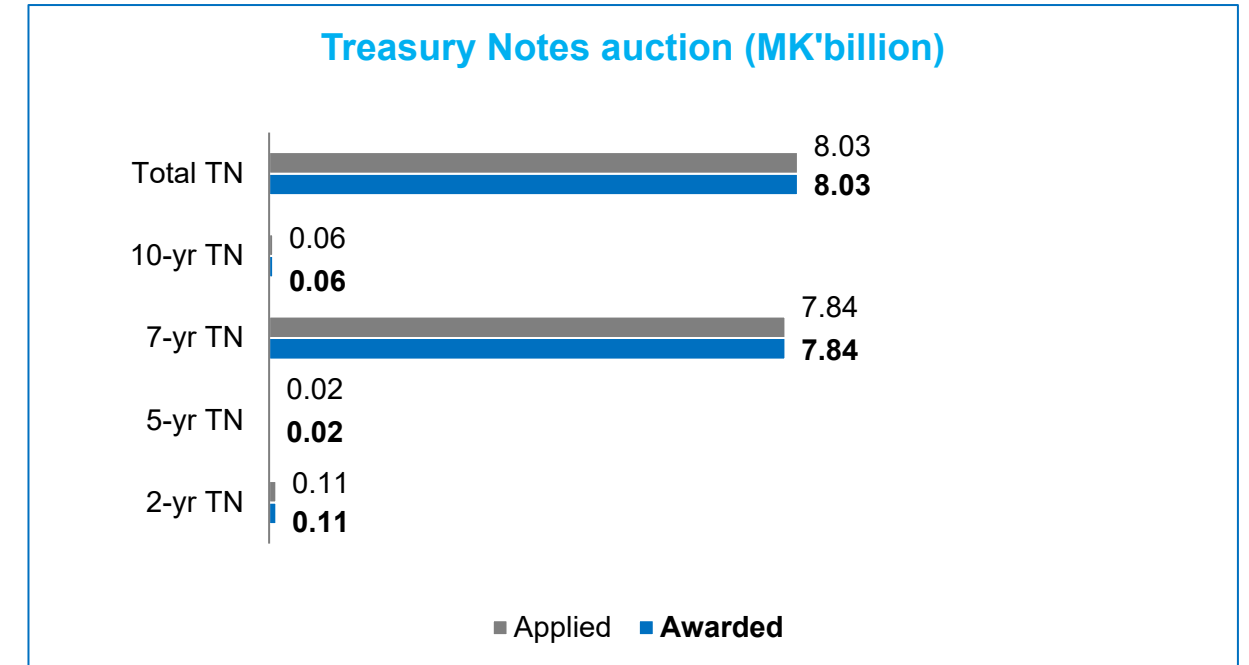 Treasury Notes auction (MK'billion)
Total TN
8.03
8.03
10-yr TN
0.06
0.06
7-yr TN
7.84
7.84
5-yr TN
0.02
0.02
2-yr TN
0.11
0.11
Applied Awarded